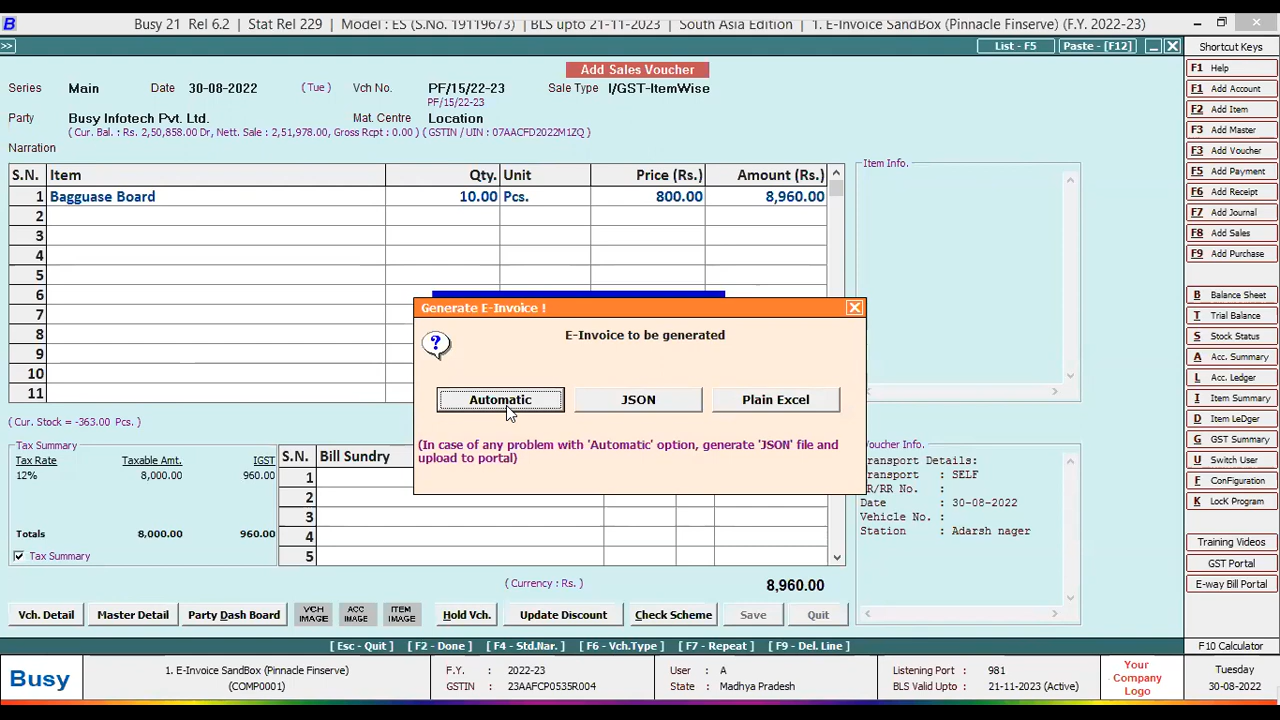 B Busy 21 Rel 6.2 | Stat Rel 229 | Model : ES (S.NO. 19119673) | BLS upto 21-11-2023 | South Asia Edition | 1. E-Invoice SandBox (Pinnacle Finserve) (F.Y. 2022-23)
>> List - F5 Paste - [F12] Shortcut Keys
Add Sales Voucher
Series Main Date 30-08-2022 (Tue) Vch No. PF/15/22-23 Sale Type I/GST-ItemWise
PF/15/22-23
Party Busy Infotech Pvt. Ltd. Mat. Centre Location
( Cur. Bal. : Rs. 2,50,858.00 Dr, Nett. Sale : 2,51,978.00, Gross Rcpt : 0.00 ) ( GSTIN / UIN : 07AACFD2022M1ZQ )
Narration
S.N. Item Qty. Unit Price (Rs.) Amount (Rs.)
1 Bagguase Board 10.00 Pcs. 800.00 8,960.00
2
3
4
5
6
7
8
9
10
11
Item Info.
Generate E-Invoice !
? E-Invoice to be generated
Automatic JSON Plain Excel
(In case of any problem with 'Automatic' option, generate 'JSON' file and
upload to portal)
( Cur. Stock = -363.00 Pcs. )
Tax Summary
Tax Rate Taxable Amt. IGST
12% 8,000.00 960.00
Totals 8,000.00 960.00
Tax Summary
S.N. Bill Sundry
1
2
3
4
5
Voucher Info.
Transport Details:
Transport : SELF
GR/RR No. :
Date : 30-08-2022
Vehicle No. :
Station : Adarsh nager
( Currency : Rs. ) 8,960.00
Vch. Detail Master Detail Party Dash Board VCH IMAGE ACC IMAGE ITEM IMAGE Hold Vch. Update Discount Check Scheme Save Quit
[ Esc - Quit ] [ F2 - Done ] [ F4 - Std.Nar. ] [ F6 - Vch.Type ] [ F7 - Repeat ] [ F9 - Del. Line ]
F1 Help
F1 Add Account
F2 Add Item
F3 Add Master
F3 Add Voucher
F5 Add Payment
F6 Add Receipt
F7 Add Journal
F8 Add Sales
F9 Add Purchase
B Balance Sheet
T Trial Balance
S Stock Status
A Acc. Summary
L Acc. Ledger
I Item Summary
D Item LeDger
G GST Summary
U Switch User
F ConFiguration
K LocK Program
Training Videos
GST Portal
E-way Bill Portal
F10 Calculator
Busy
1. E-Invoice SandBox (Pinnacle Finserve)
(COMP0001)
F.Y. : 2022-23
GSTIN : 23AAFCP0535R004
User : A
State : Madhya Pradesh
Listening Port : 981
BLS Valid Upto : 21-11-2023 (Active)
Your
Company
Logo
Tuesday
30-08-2022